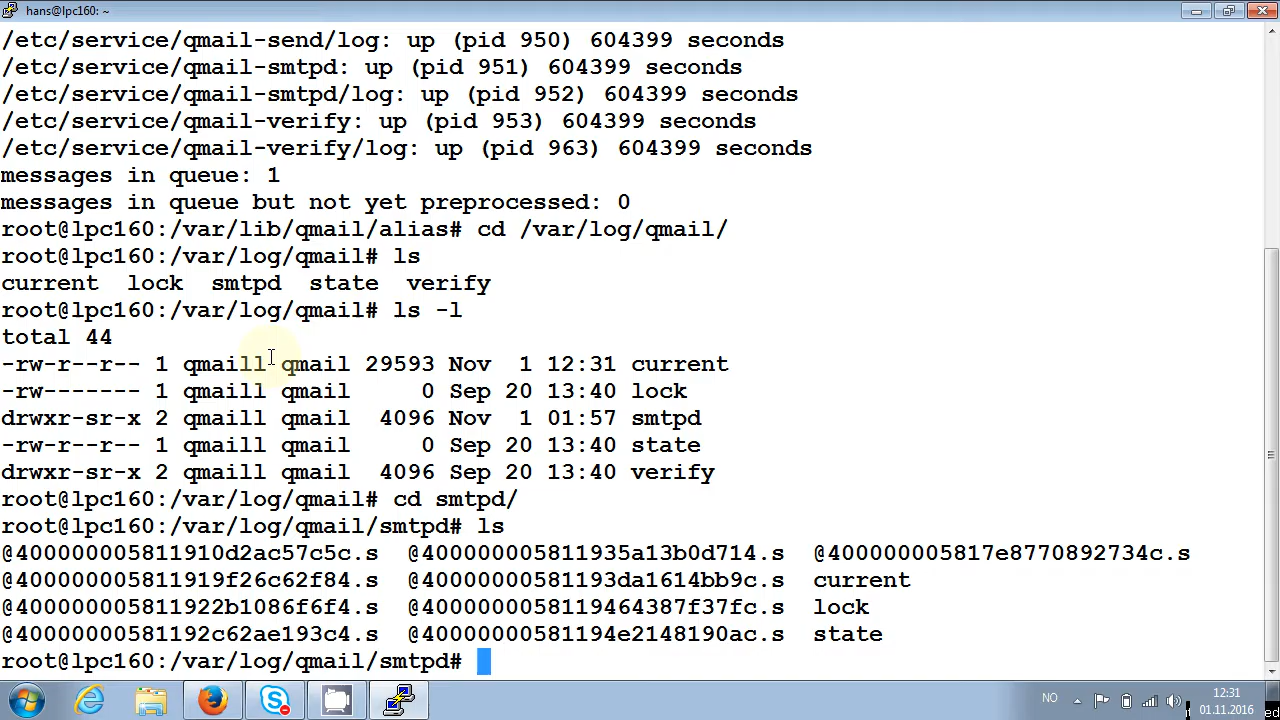 hans@lpc160: ~
/etc/service/qmail-send/log: up (pid 950) 604399 seconds
/etc/service/qmail-smtpd: up (pid 951) 604399 seconds
/etc/service/qmail-smtpd/log: up (pid 952) 604399 seconds
/etc/service/qmail-verify: up (pid 953) 604399 seconds
/etc/service/qmail-verify/log: up (pid 963) 604399 seconds
messages in queue: 1
messages in queue but not yet preprocessed: 0
root@lpc160:/var/lib/qmail/alias# cd /var/log/qmail/
root@lpc160:/var/log/qmail# ls
current  lock  smtpd  state  verify
root@lpc160:/var/log/qmail# ls -l
total 44
-rw-r--r-- 1 qmaill qmail 29593 Nov  1 12:31 current
-rw------- 1 qmaill qmail     0 Sep 20 13:40 lock
drwxr-sr-x 2 qmaill qmail  4096 Nov  1 01:57 smtpd
-rw-r--r-- 1 qmaill qmail     0 Sep 20 13:40 state
drwxr-sr-x 2 qmaill qmail  4096 Sep 20 13:40 verify
root@lpc160:/var/log/qmail# cd smtpd/
root@lpc160:/var/log/qmail/smtpd# ls
@400000005811910d2ac57c5c.s  @400000005811935a13b0d714.s  @400000005817e8770892734c.s
@400000005811919f26c62f84.s  @40000000581193da1614bb9c.s  current
@400000005811922b1086f6f4.s  @4000000058119464387f37fc.s  lock
@400000005811192c62ae193c4.s  @40000000581194e2148190ac.s  state
root@lpc160:/var/log/qmail/smtpd#
NO
12:31
01.11.2016